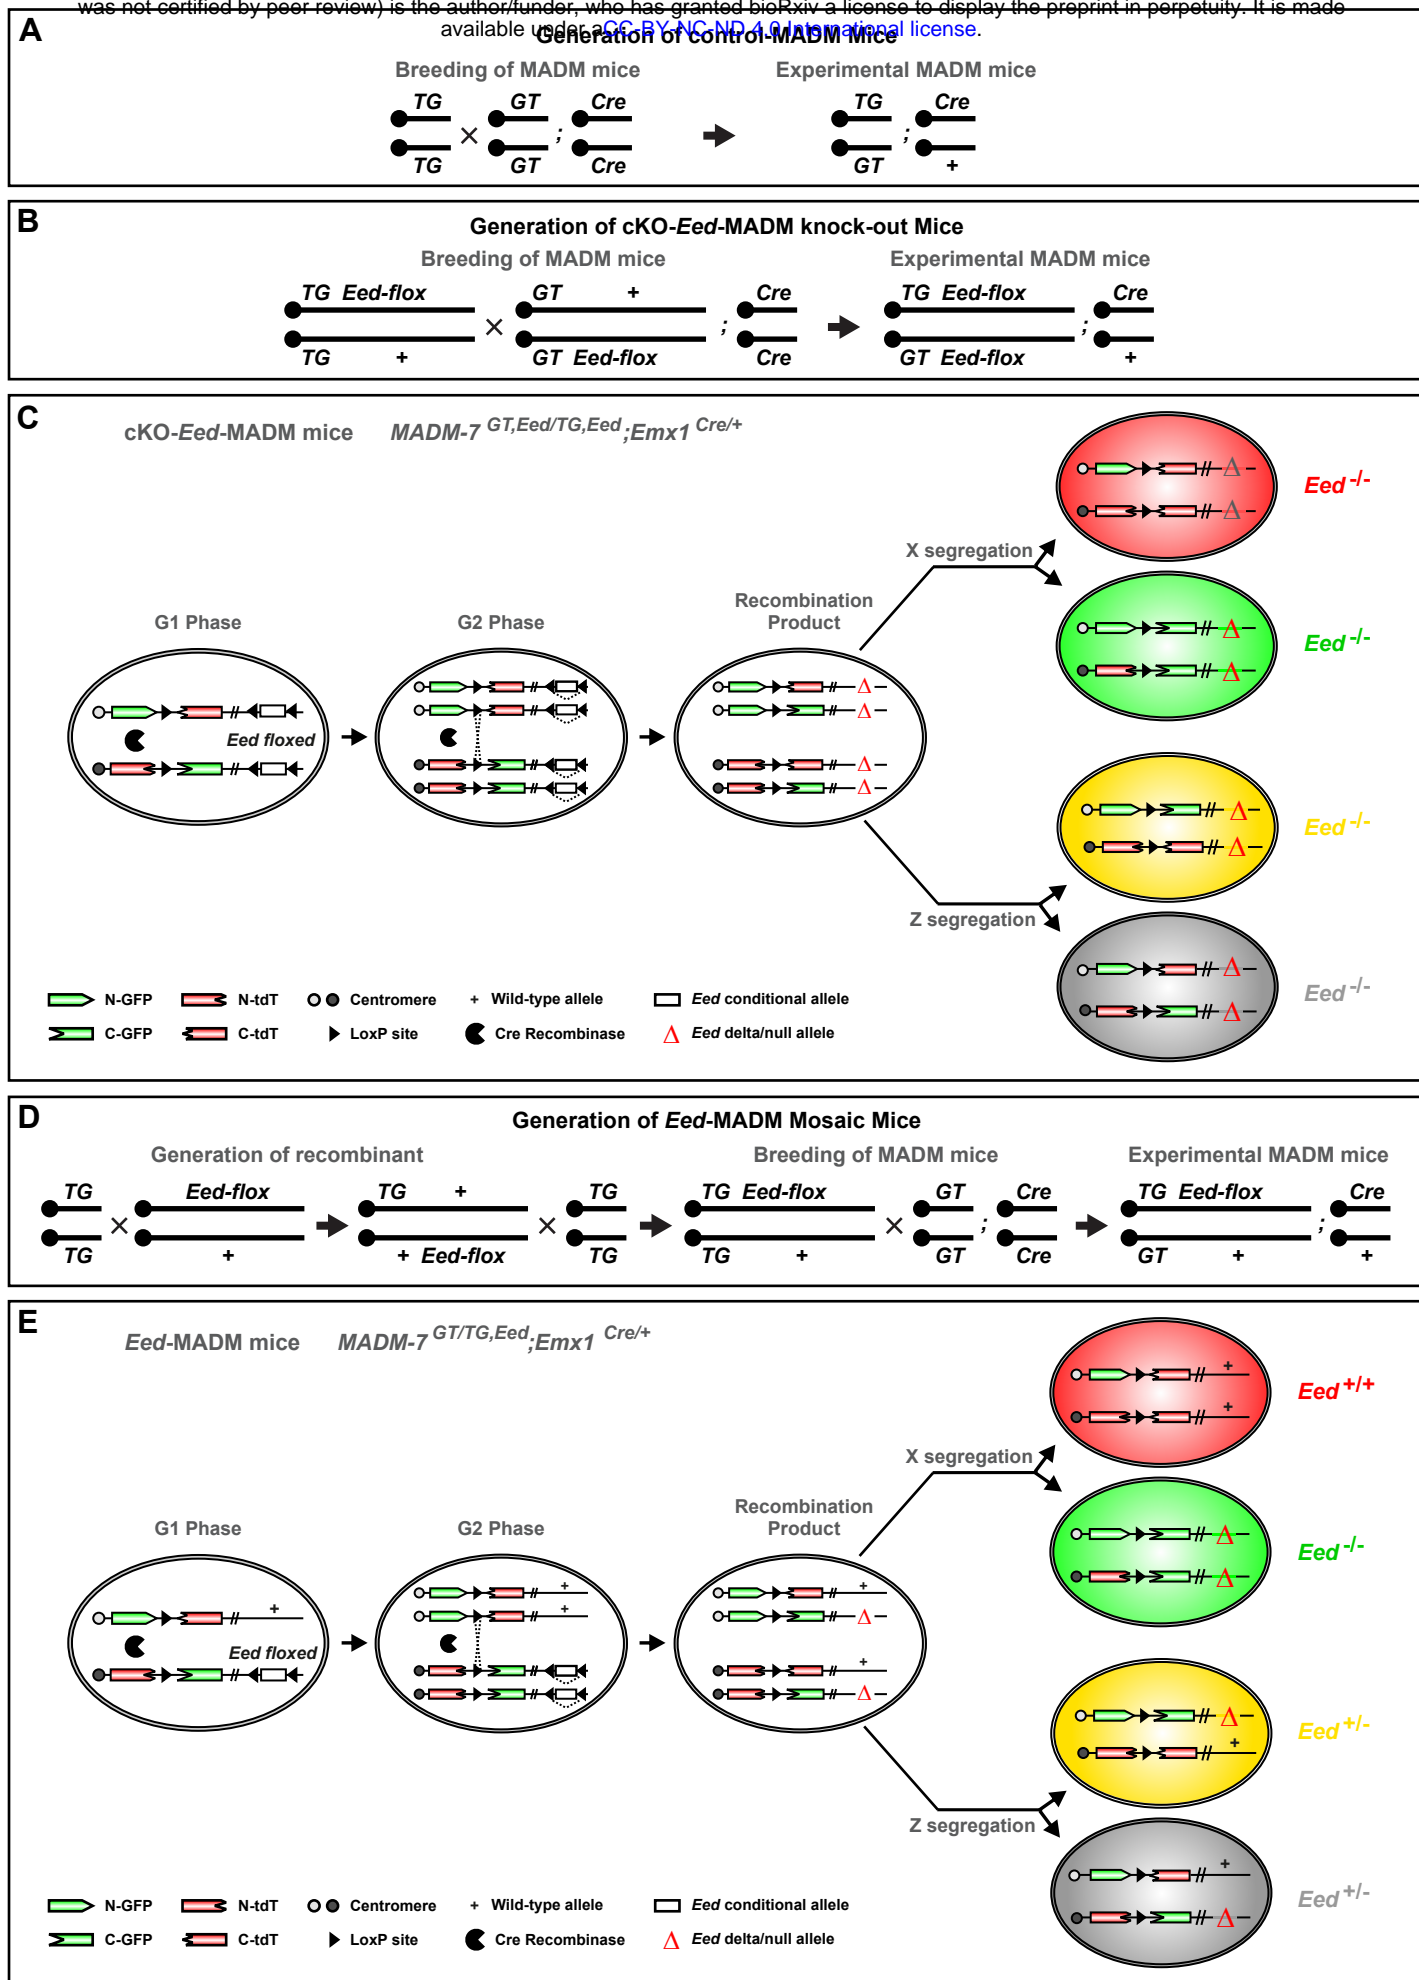 was not certified by peer review) is the author/funder, who has granted bioRxiv a license to display the preprint in perpetuity. It is made
available under aCC-BY-NC-ND 4.0 International license.
A
Generation of control-MADM Mice
Breeding of MADM mice Experimental MADM mice
TG GT Cre TG Cre
× ; ;
TG GT Cre GT +
B
Generation of cKO-Eed-MADM knock-out Mice
Breeding of MADM mice Experimental MADM mice
TG Eed-flox GT + Cre TG Eed-flox Cre
× ; ;
TG + GT Eed-flox Cre GT Eed-flox +
C
cKO-Eed-MADM mice MADM-7 GT,Eed/TG,Eed;Emx1 Cre/+
Eed -/-
X segregation
G1 Phase G2 Phase Recombination
Product
Eed -/-
Eed floxed
Δ Δ
Eed -/-
Z segregation
Eed -/-
N-GFP N-tdT Centromere + Wild-type allele Eed conditional allele
C-GFP C-tdT LoxP site Cre Recombinase Δ Eed delta/null allele
D
Generation of Eed-MADM Mosaic Mice
Generation of recombinant Breeding of MADM mice Experimental MADM mice
TG Eed-flox TG + TG TG Eed-flox GT Cre TG Eed-flox Cre
× × × ; ;
TG + + Eed-flox TG TG + GT Cre GT + +
E
Eed-MADM mice MADM-7 GT/TG,Eed;Emx1 Cre/+
Eed +/+
X segregation
G1 Phase G2 Phase Recombination
Product
Eed -/-
Eed floxed
Eed +/-
Z segregation
Eed +/-
N-GFP N-tdT Centromere + Wild-type allele Eed conditional allele
C-GFP C-tdT LoxP site Cre Recombinase Δ Eed delta/null allele